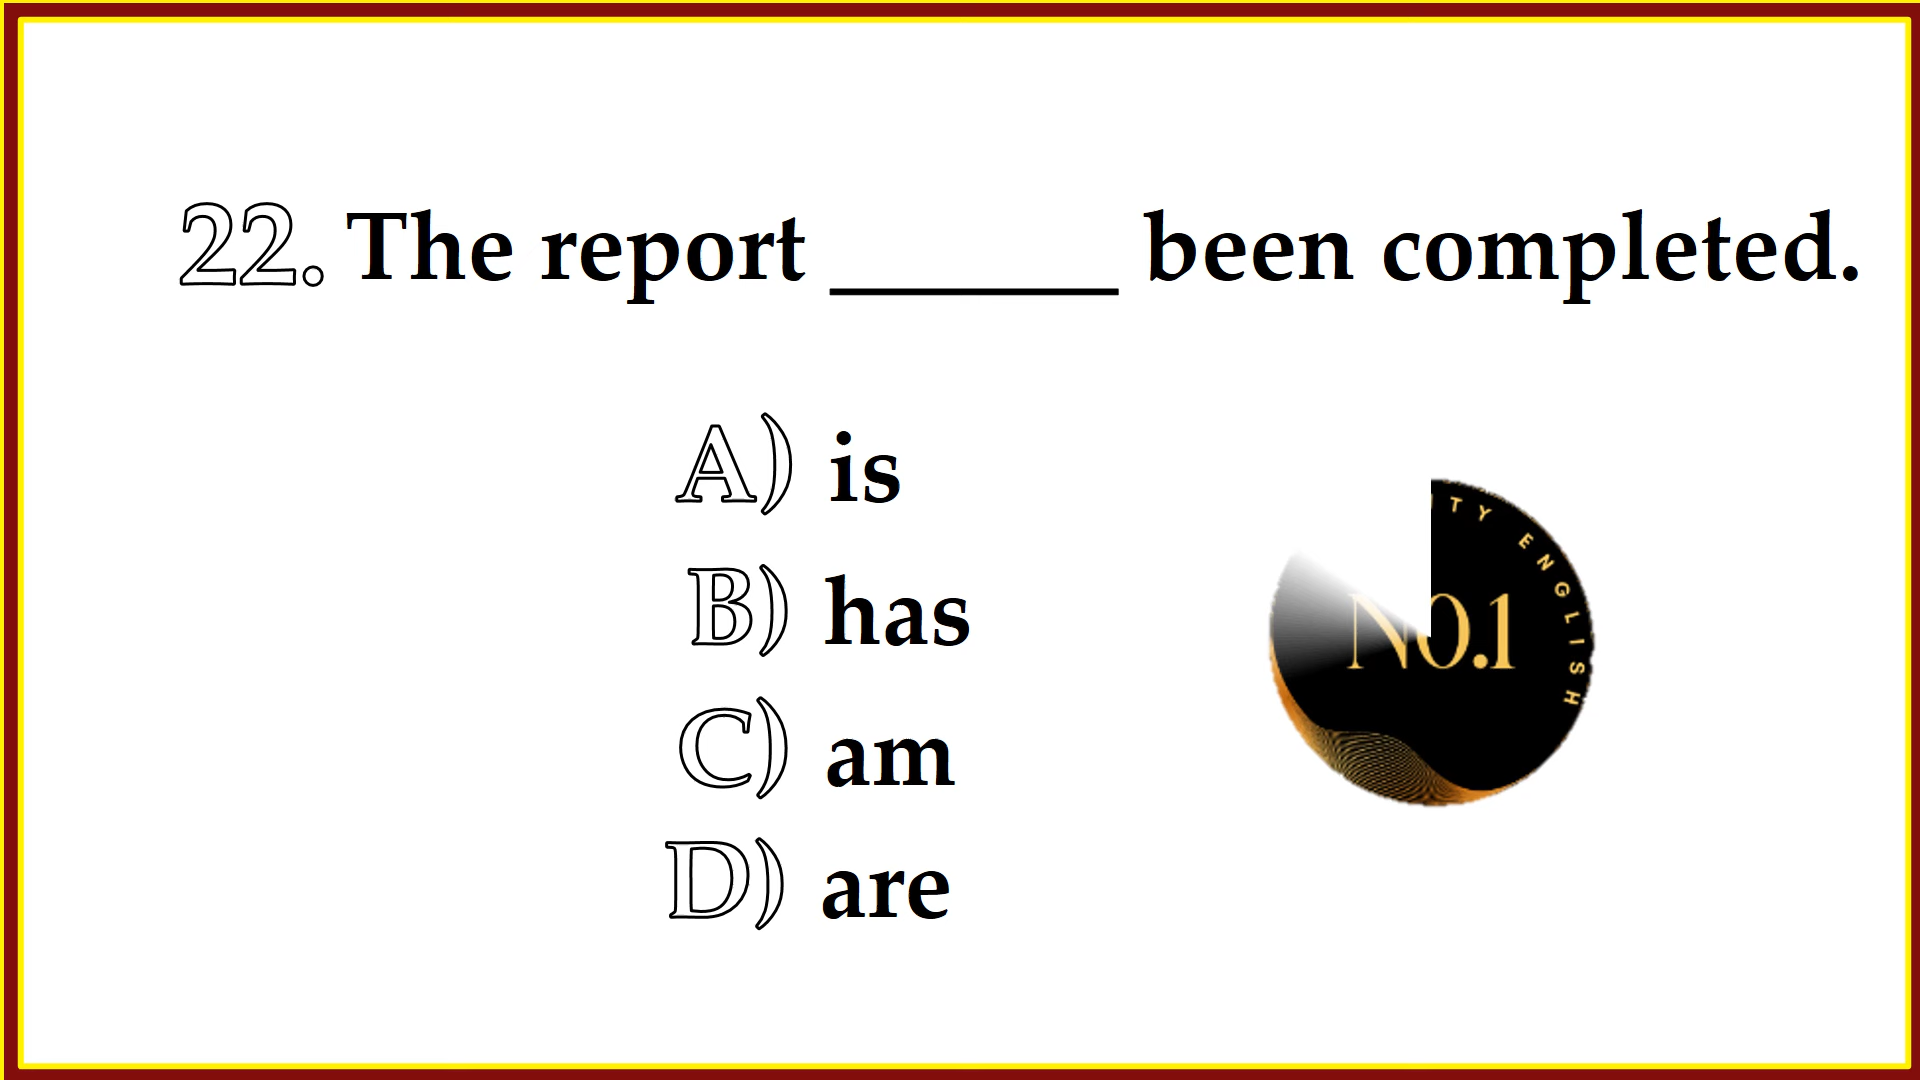 22. The report ______ been completed.
A) is
B) has
C) am
D) are
TY ENGLISH
NO.1